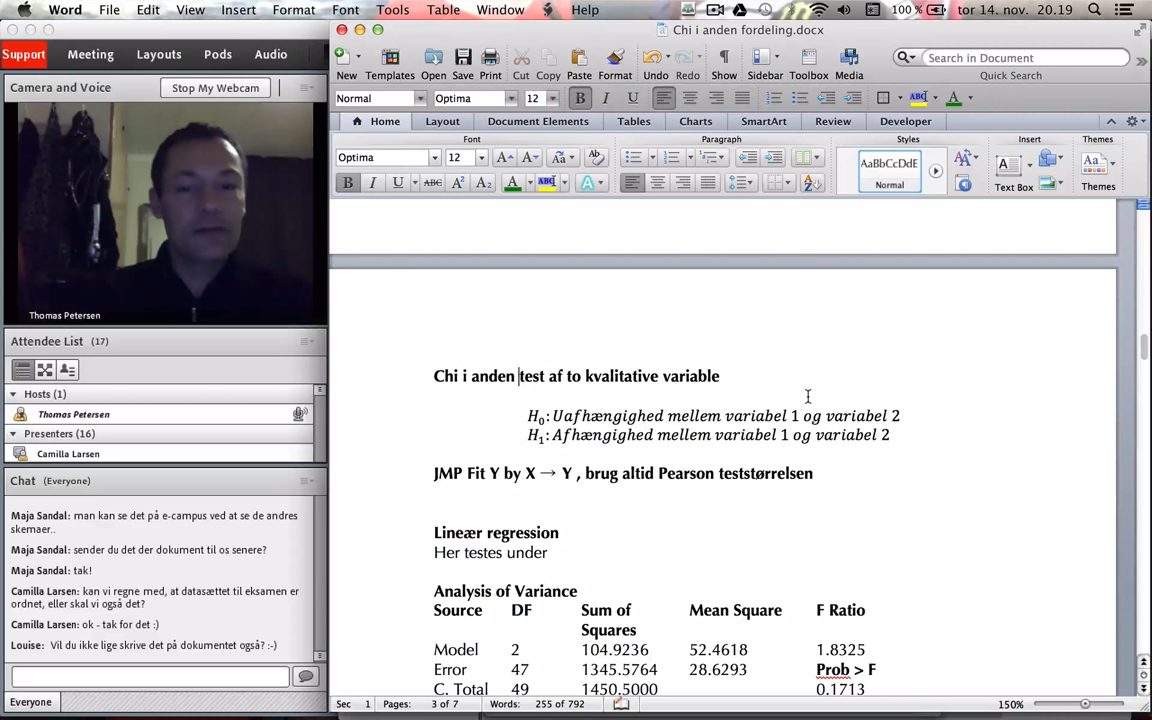 Word File Edit View Insert Format Font Tools Table Window Help 100 % tor 14. nov. 20.19
Support Meeting Layouts Pods Audio
Chi i anden fordeling.docx
New Templates Open Save Print Cut Copy Paste Format Undo Redo Show Sidebar Toolbox Media
Search in Document
Quick Search
Camera and Voice Stop My Webcam
Normal Optima 12 B I U ABC A
Home Layout Document Elements Tables Charts SmartArt Review Developer
Font Paragraph Styles Insert Themes
Optima 12
AaBbCcDdE
Normal
Text Box
Aa
Themes
B I U ABC A² A₂ A ABC A
Thomas Petersen
Attendee List (17)
Hosts (1)
Thomas Petersen
Presenters (16)
Camilla Larsen
Chat (Everyone)
Maja Sandal: man kan se det på e-campus ved at se de andres
skemaer..
Maja Sandal: sender du det der dokument til os senere?
Maja Sandal: tak!
Camilla Larsen: kan vi regne med, at datasættet til eksamen er
ordnet, eller skal vi også det?
Camilla Larsen: ok - tak for det :)
Louise: Vil du ikke lige skrive det på dokumentet også? :-)
Everyone
Chi i anden test af to kvalitative variable
H₀: Uafhængighed mellem variabel 1 og variabel 2
H₁: Afhængighed mellem variabel 1 og variabel 2
JMP Fit Y by X → Y , brug altid Pearson teststørrelsen
Lineær regression
Her testes under
Analysis of Variance
Source DF Sum of Squares Mean Square F Ratio
Model 2 104.9236 52.4618 1.8325
Error 47 1345.5764 28.6293 Prob > F
C. Total 49 1450.5000 0.1713
Sect 1 Pages: 3 of 7 Words: 255 of 792 150%